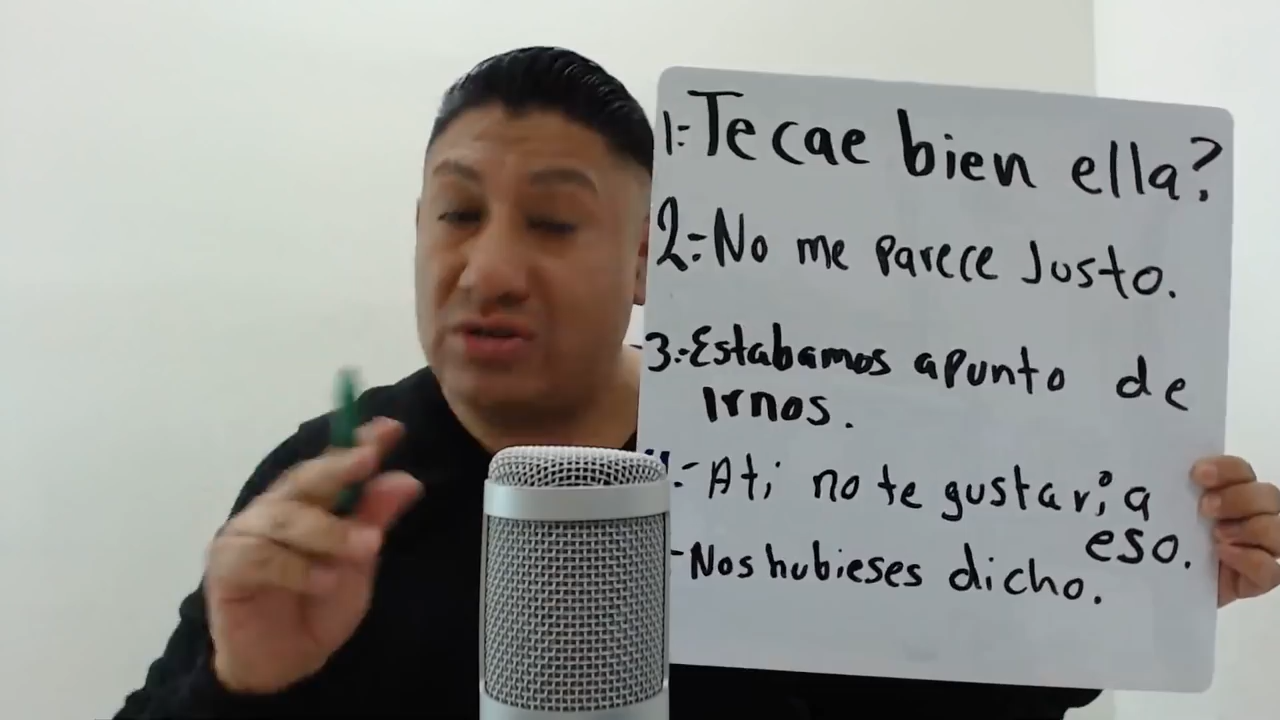 1:Te cae bien ella?
2:-No me parece Justo.
3:-Estabamos apunto de
Irnos.
:-Ati no te gustaria
eso.
-Nos hubieses dicho.